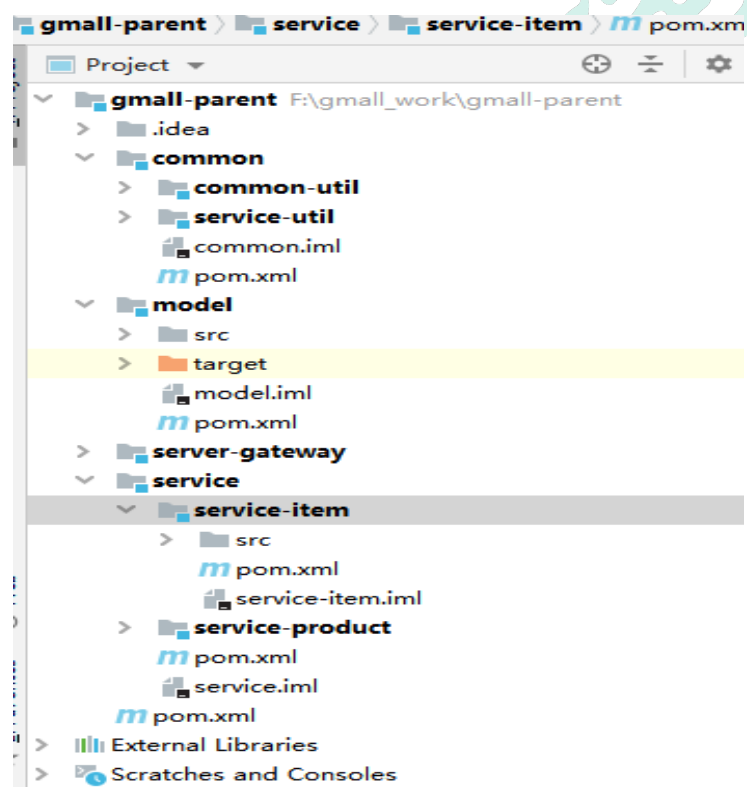 gmall-parent service service-item m pom.xm
Project
gmall-parent F:\gmall_work\gmall-parent
.idea
common
common-util
service-util
common.iml
m pom.xml
model
src
target
model.iml
m pom.xml
server-gateway
service
service-item
src
m pom.xml
service-item.iml
service-product
m pom.xml
service.iml
m pom.xml
External Libraries
Scratches and Consoles